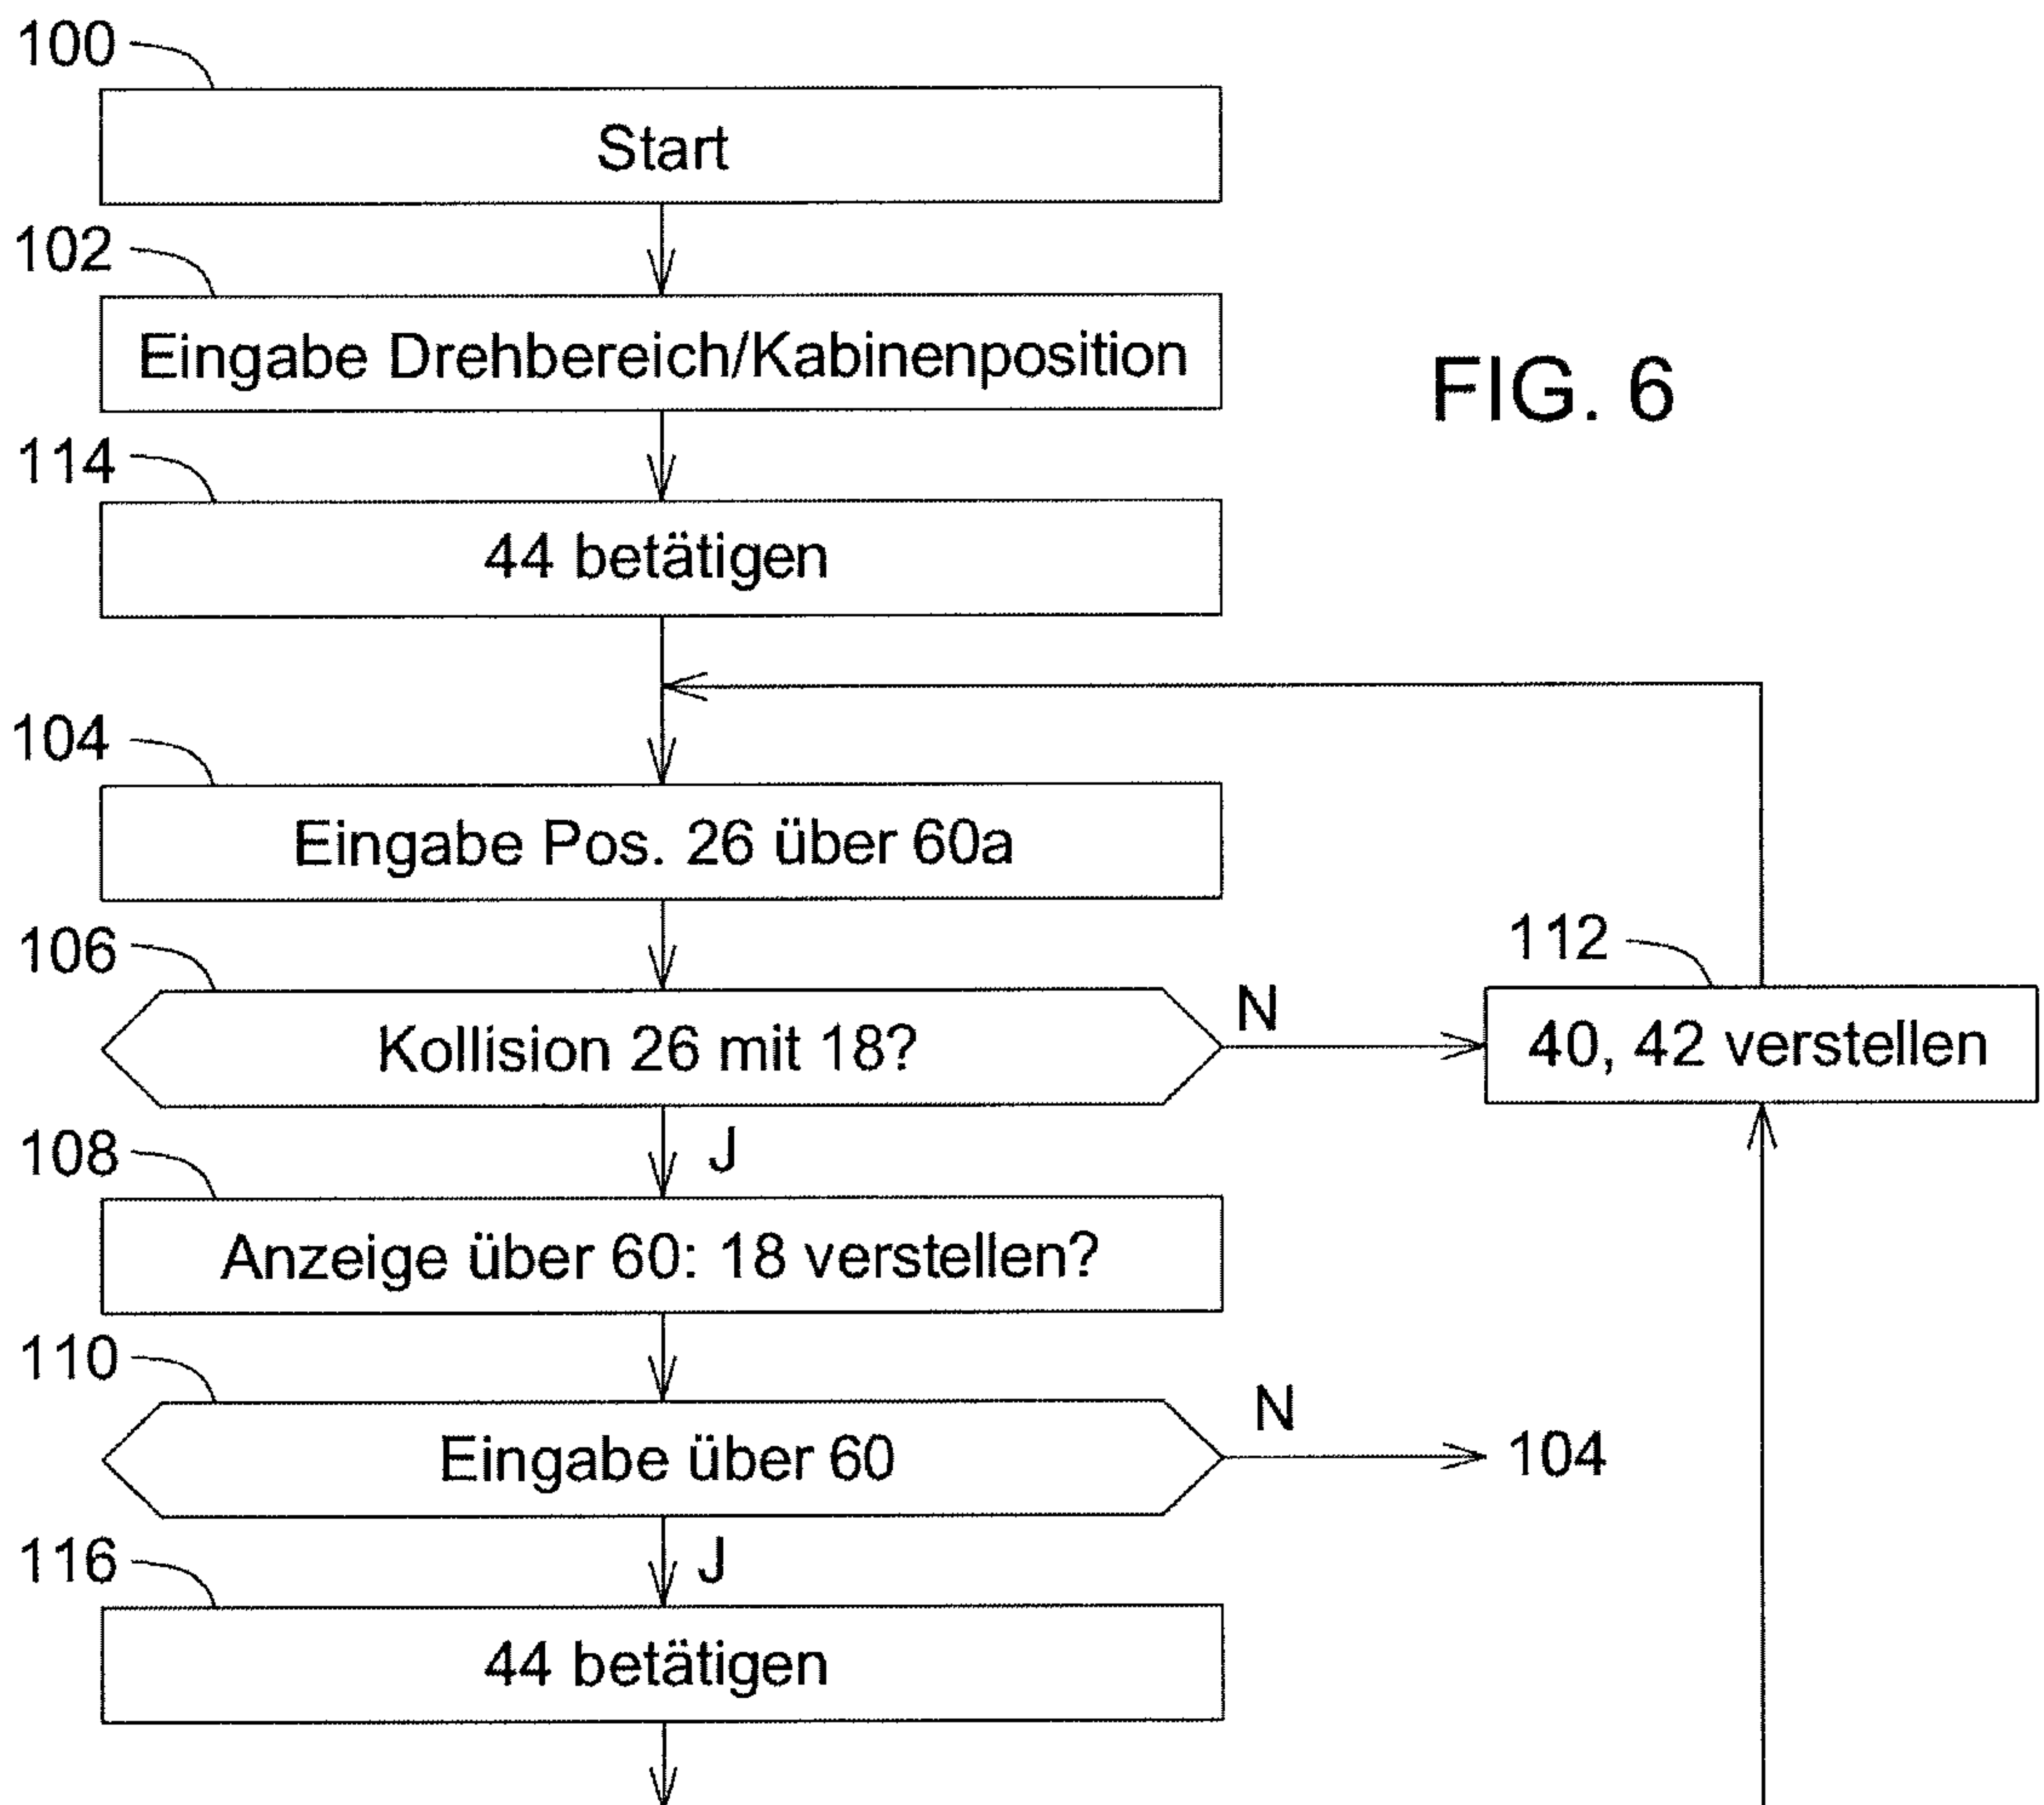 100
Start
102
Eingabe Drehbereich/Kabinenposition
FIG. 6
114
44 betätigen
104
Eingabe Pos. 26 über 60a
106
Kollision 26 mit 18?
N
112
40, 42 verstellen
J
108
Anzeige über 60: 18 verstellen?
110
Eingabe über 60
N
104
J
116
44 betätigen